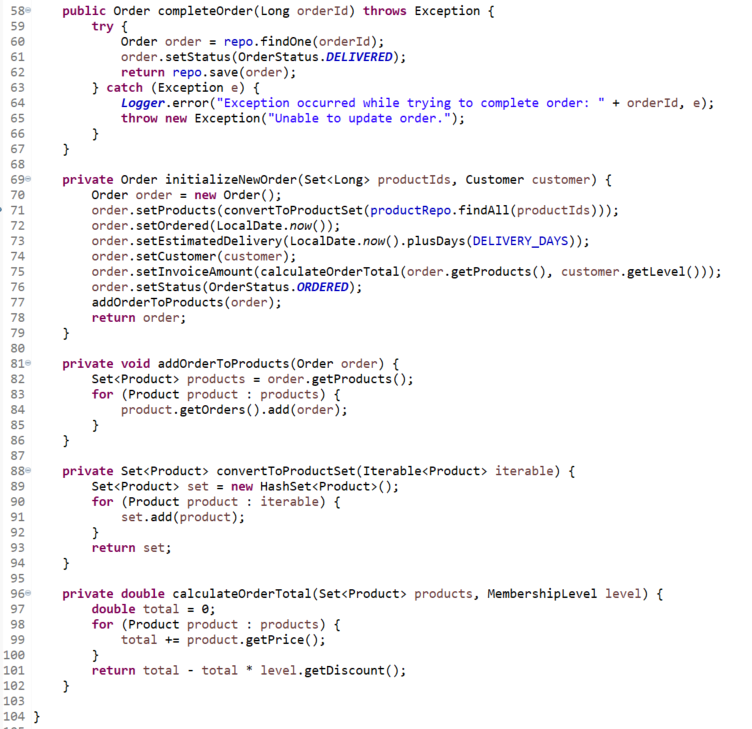 58 public Order completeOrder(Long orderId) throws Exception {
59 try {
60 Order order = repo.findOne(orderId);
61 order.setStatus(OrderStatus.DELIVERED);
62 return repo.save(order);
63 } catch (Exception e) {
64 Logger.error("Exception occurred while trying to complete order: " + orderId, e);
65 throw new Exception("Unable to update order.");
66 }
67 }
68
69 private Order initializeNewOrder(Set<Long> productIds, Customer customer) {
70 Order order = new Order();
71 order.setProducts(convertToProductSet(productRepo.findAll(productIds)));
72 order.setOrdered(LocalDate.now());
73 order.setEstimatedDelivery(LocalDate.now().plusDays(DELIVERY_DAYS));
74 order.setCustomer(customer);
75 order.setInvoiceAmount(calculateOrderTotal(order.getProducts(), customer.getLevel()));
76 order.setStatus(OrderStatus.ORDERED);
77 addOrderToProducts(order);
78 return order;
79 }
80
81 private void addOrderToProducts(Order order) {
82 Set<Product> products = order.getProducts();
83 for (Product product : products) {
84 product.getOrders().add(order);
85 }
86 }
87
88 private Set<Product> convertToProductSet(Iterable<Product> iterable) {
89 Set<Product> set = new HashSet<Product>();
90 for (Product product : iterable) {
91 set.add(product);
92 }
93 return set;
94 }
95
96 private double calculateOrderTotal(Set<Product> products, MembershipLevel level) {
97 double total = 0;
98 for (Product product : products) {
99 total += product.getPrice();
100 }
101 return total - total * level.getDiscount();
102 }
103
104 }